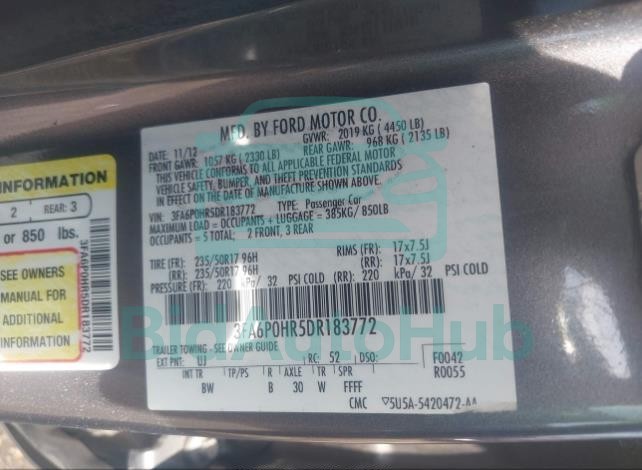 MFD. BY FORD MOTOR CO.
DATE: 11/12 GVWR: 2019 KG ( 4450 LB)
FRONT GAWR: 1057 KG ( 2330 LB) REAR GAWR: 968 KG ( 2135 LB)
THIS VEHICLE CONFORMS TO ALL APPLICABLE FEDERAL MOTOR
VEHICLE SAFETY, BUMPER, AND THEFT PREVENTION STANDARDS
IN EFFECT ON THE DATE OF MANUFACTURE SHOWN ABOVE.
VIN: 3FA6P0HR5DR183772 TYPE: Passenger Car
MAXIMUM LOAD = OCCUPANTS + LUGGAGE = 385KG/ 850LB
OCCUPANTS = 5 TOTAL; 2 FRONT, 3 REAR
TIRE (FR): 235/50R17 96H RIMS (FR): 17x7.5J
(RR): 235/50R17 96H (RR): 17x7.5J
PRESSURE (FR): 220 kPa/ 32 PSI COLD (RR): 220 kPa/ 32 PSI COLD
3FA6P0HR5DR183772
TRAILER TOWING - SEE OWNER GUIDE
EXT PNT: UJ RC: 52 DSO: F0042
R0055
INT TR TP/PS R AXLE TR SPR
BW B 30 W FFFF
CMC 5U5A-5420472-AA
INFORMATION
2 REAR: 3
or 850 lbs.
SEE OWNERS
MANUAL FOR
ADDITIONAL
INFORMATION
3FA6P0HR5DR183772
BidAutoHub